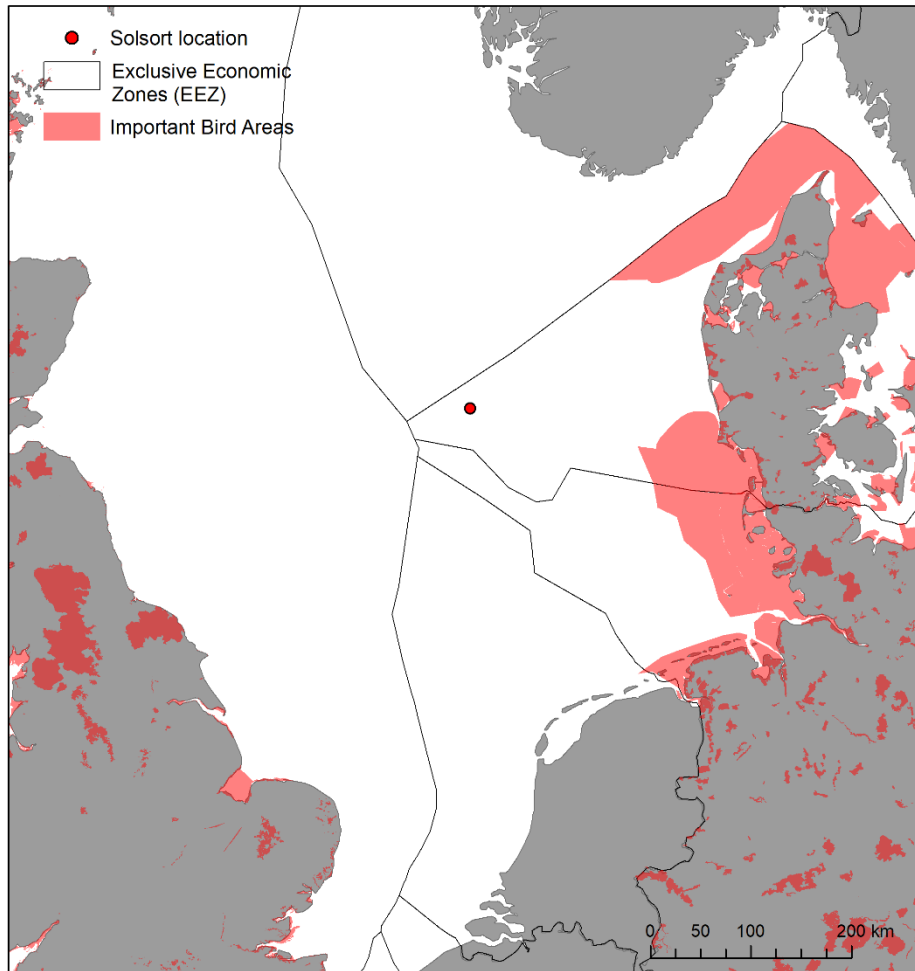 Solsort location
Exclusive Economic
Zones (EEZ)
Important Bird Areas
0 50 100 200 km